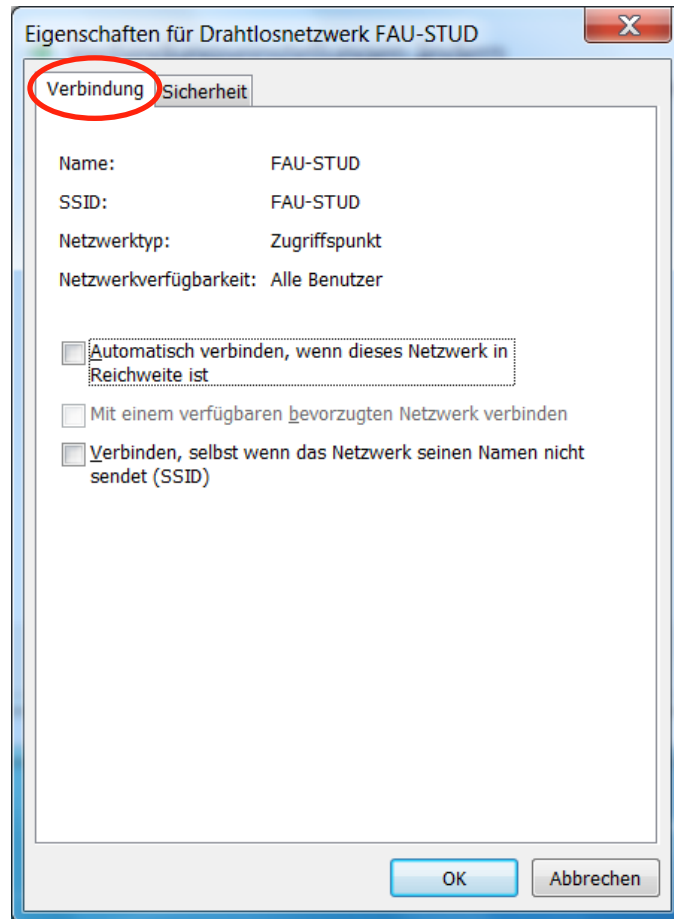 Eigenschaften für Drahtlosnetzwerk FAU-STUD
Verbindung Sicherheit
Name: FAU-STUD
SSID: FAU-STUD
Netzwerktyp: Zugriffspunkt
Netzwerkverfügbarkeit: Alle Benutzer
Automatisch verbinden, wenn dieses Netzwerk in
Reichweite ist
Mit einem verfügbaren bevorzugten Netzwerk verbinden
Verbinden, selbst wenn das Netzwerk seinen Namen nicht
sendet (SSID)
OK Abbrechen